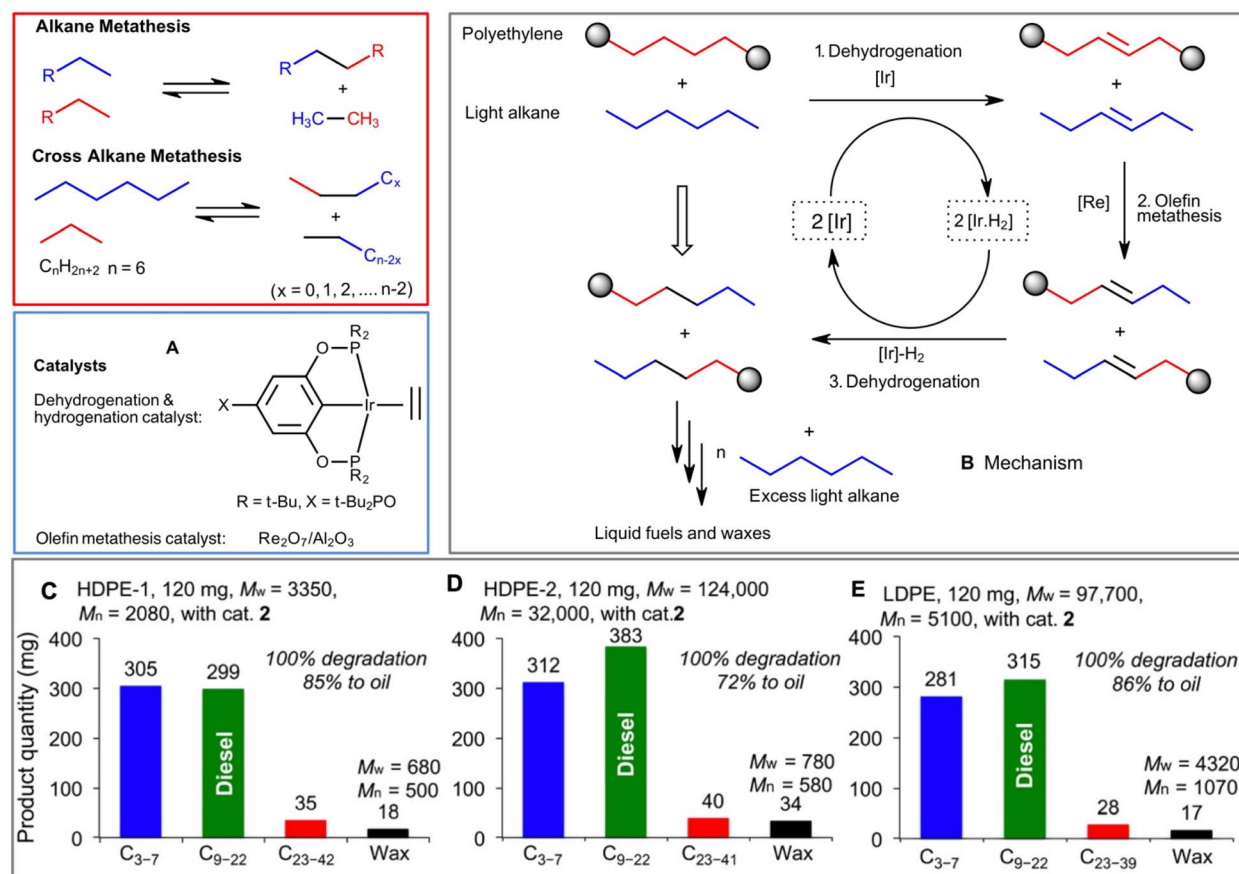 Alkane Metathesis
R
R
R
R
+
H₃C—CH₃
Cross Alkane Metathesis
Cₓ
+
Cₙ₋₂ₓ
CₙH₂ₙ₊₂ n = 6
(x = 0, 1, 2, .... n-2)
A
Catalysts
Dehydrogenation &
hydrogenation catalyst:
R₂
O P
X Ir
O P
R₂
R = t-Bu, X = t-Bu₂PO
Olefin metathesis catalyst: Re₂O₇/Al₂O₃
Polyethylene
+
Light alkane
1. Dehydrogenation
[Ir]
+
2 [Ir]
2 [Ir.H₂]
[Re]
2. Olefin
metathesis
+
+
[Ir]-H₂
3. Dehydrogenation
n
+
Excess light alkane
B Mechanism
Liquid fuels and waxes
C HDPE-1, 120 mg, Mw = 3350,
Mn = 2080, with cat. 2
Product quantity (mg)
400
300
200
100
0
305
299
35
18
100% degradation
85% to oil
Mw = 680
Mn = 500
Diesel
C₃₋₇ C₉₋₂₂ C₂₃₋₄₂ Wax
D HDPE-2, 120 mg, Mw = 124,000
Mn = 32,000, with cat.2
400
300
200
100
0
312
383
40
34
100% degradation
72% to oil
Mw = 780
Mn = 580
Diesel
C₃₋₇ C₉₋₂₂ C₂₃₋₄₁ Wax
E LDPE, 120 mg, Mw = 97,700,
Mn = 5100, with cat. 2
400
300
200
100
0
281
315
28
17
100% degradation
86% to oil
Mw = 4320
Mn = 1070
Diesel
C₃₋₇ C₉₋₂₂ C₂₃₋₃₉ Wax